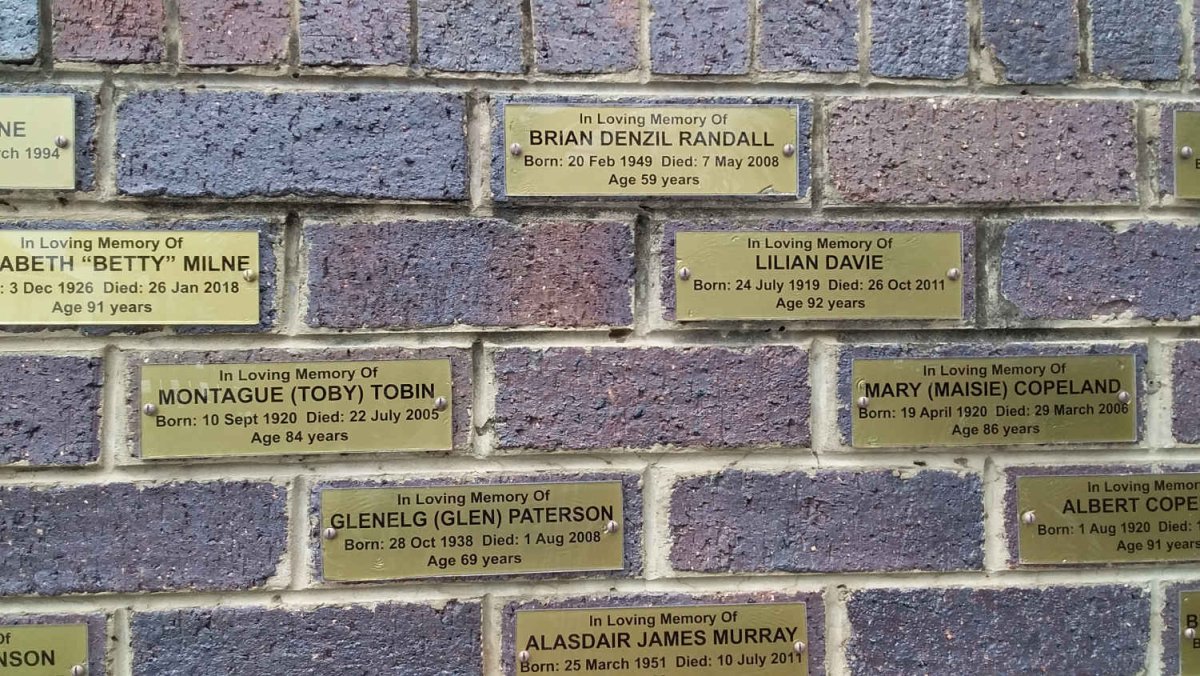 NE
rch 1994
In Loving Memory Of
BRIAN DENZIL RANDALL
Born: 20 Feb 1949 Died: 7 May 2008
Age 59 years
In Loving Memory Of
ABETH “BETTY” MILNE
: 3 Dec 1926 Died: 26 Jan 2018
Age 91 years
In Loving Memory Of
LILIAN DAVIE
Born: 24 July 1919 Died: 26 Oct 2011
Age 92 years
In Loving Memory Of
MONTAGUE (TOBY) TOBIN
Born: 10 Sept 1920 Died: 22 July 2005
Age 84 years
In Loving Memory Of
MARY (MAISIE) COPELAND
Born: 19 April 1920 Died: 29 March 2006
Age 86 years
In Loving Memory Of
GLENELG (GLEN) PATERSON
Born: 28 Oct 1938 Died: 1 Aug 2008
Age 69 years
In Loving Memor
ALBERT COPE
Born: 1 Aug 1920 Died:
Age 91 years
Of
NSON
In Loving Memory Of
ALASDAIR JAMES MURRAY
Born: 25 March 1951 Died: 10 July 2011